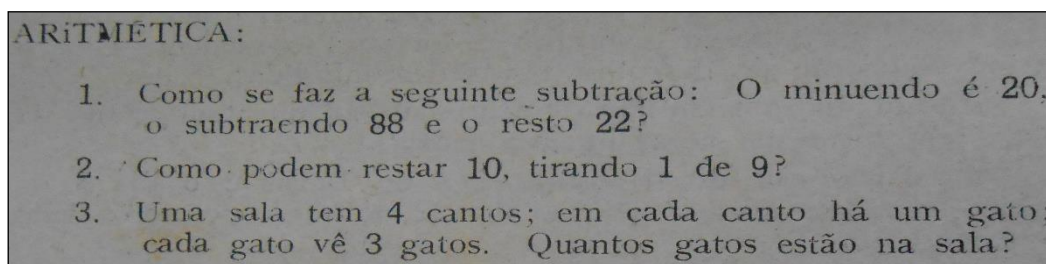 ARiTMÉTICA:
1. Como se faz a seguinte subtração: O minuendo é 20,
o subtraendo 88 e o resto 22?
2. Como podem restar 10, tirando 1 de 9?
3. Uma sala tem 4 cantos; em cada canto há um gato;
cada gato vê 3 gatos. Quantos gatos estão na sala?